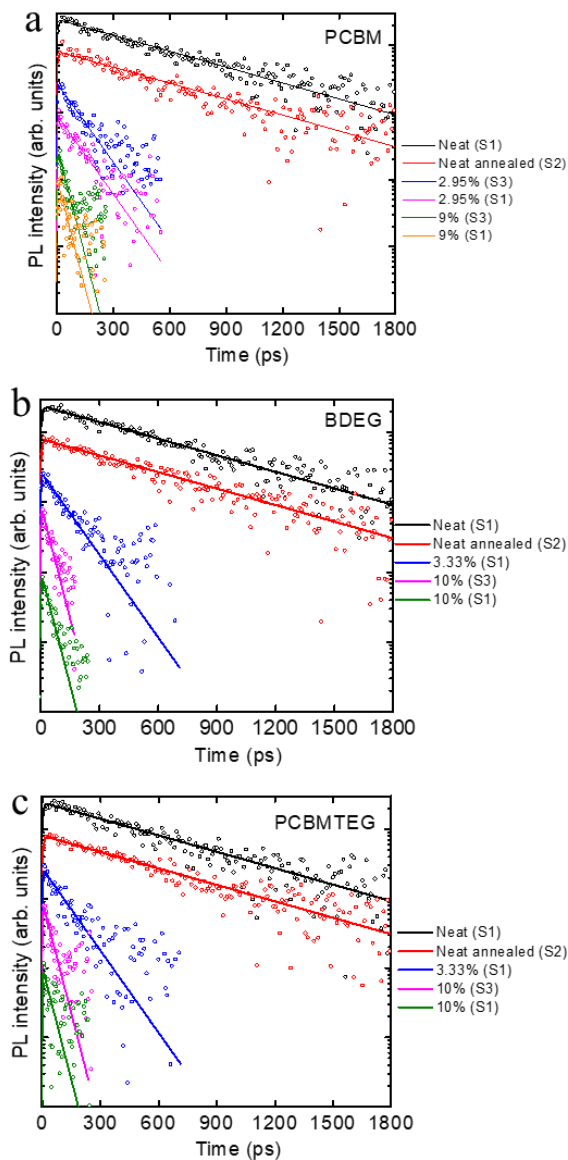 a
PCBM
PL intensity (arb. units)
Neat (S1)
Neat annealed (S2)
2.95% (S3)
2.95% (S1)
9% (S3)
9% (S1)
0 300 600 900 1200 1500 1800
Time (ps)
b
BDEG
PL intensity (arb. units)
Neat (S1)
Neat annealed (S2)
3.33% (S1)
10% (S3)
10% (S1)
0 300 600 900 1200 1500 1800
Time (ps)
c
PCBMTEG
PL intensity (arb. units)
Neat (S1)
Neat annealed (S2)
3.33% (S1)
10% (S3)
10% (S1)
0 300 600 900 1200 1500 1800
Time (ps)